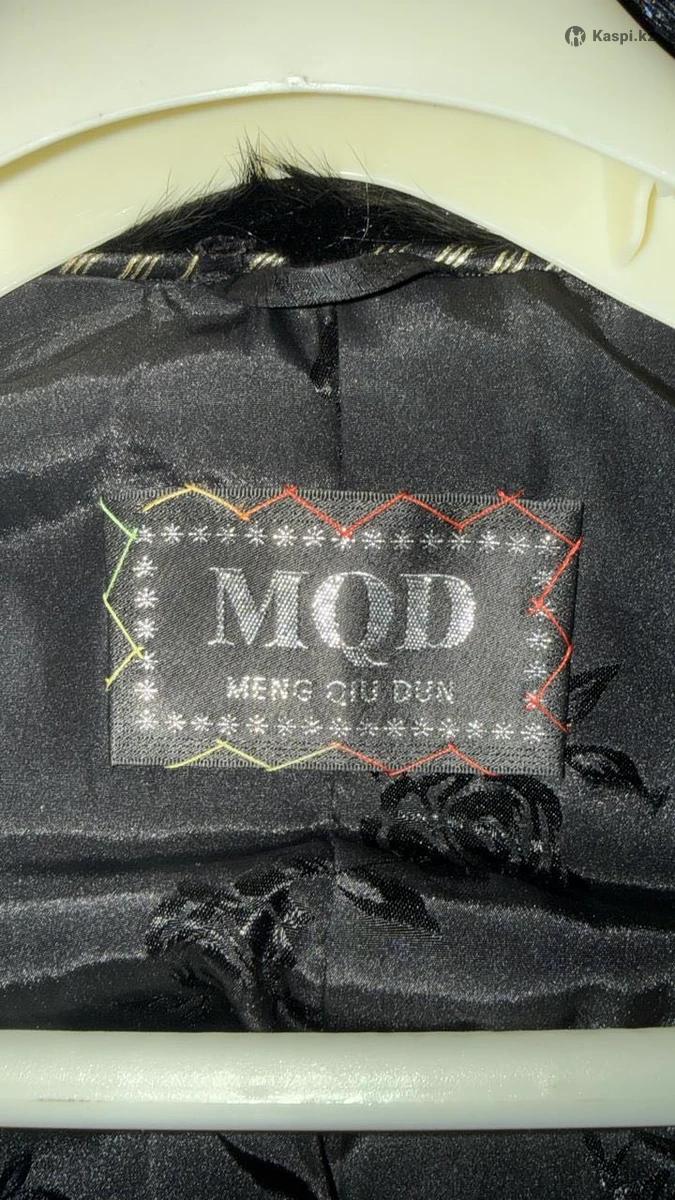 Kaspi.kz
MQD
MENG QIU DUN